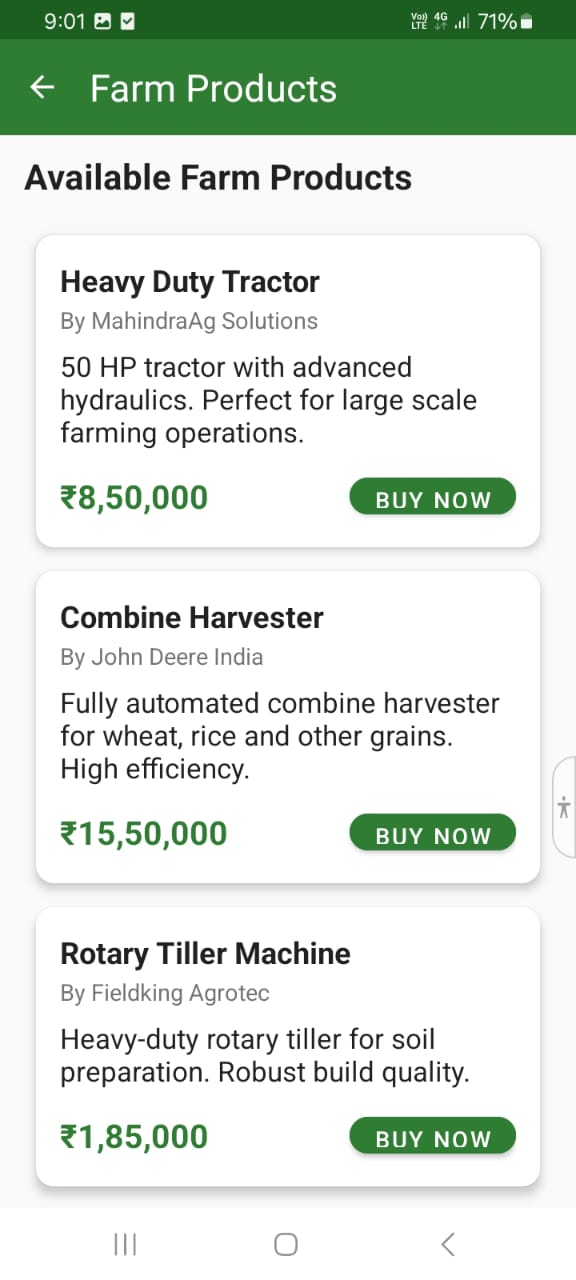 9:01
Vo) 4G
LTE
71%
Farm Products
Available Farm Products
Heavy Duty Tractor
By MahindraAg Solutions
50 HP tractor with advanced
hydraulics. Perfect for large scale
farming operations.
₹8,50,000
BUY NOW
Combine Harvester
By John Deere India
Fully automated combine harvester
for wheat, rice and other grains.
High efficiency.
₹15,50,000
BUY NOW
Rotary Tiller Machine
By Fieldking Agrotec
Heavy-duty rotary tiller for soil
preparation. Robust build quality.
₹1,85,000
BUY NOW